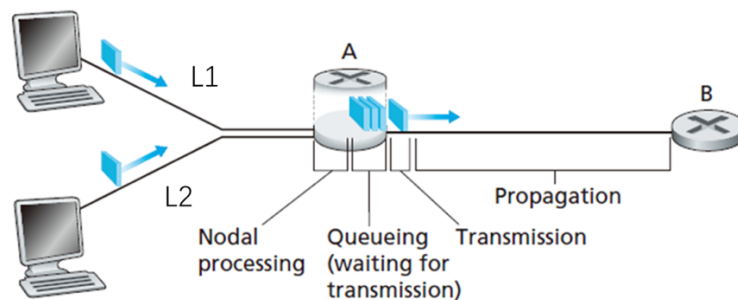 L1
A
B
L2
Propagation
Nodal
processing
Queueing
(waiting for
transmission)
Transmission